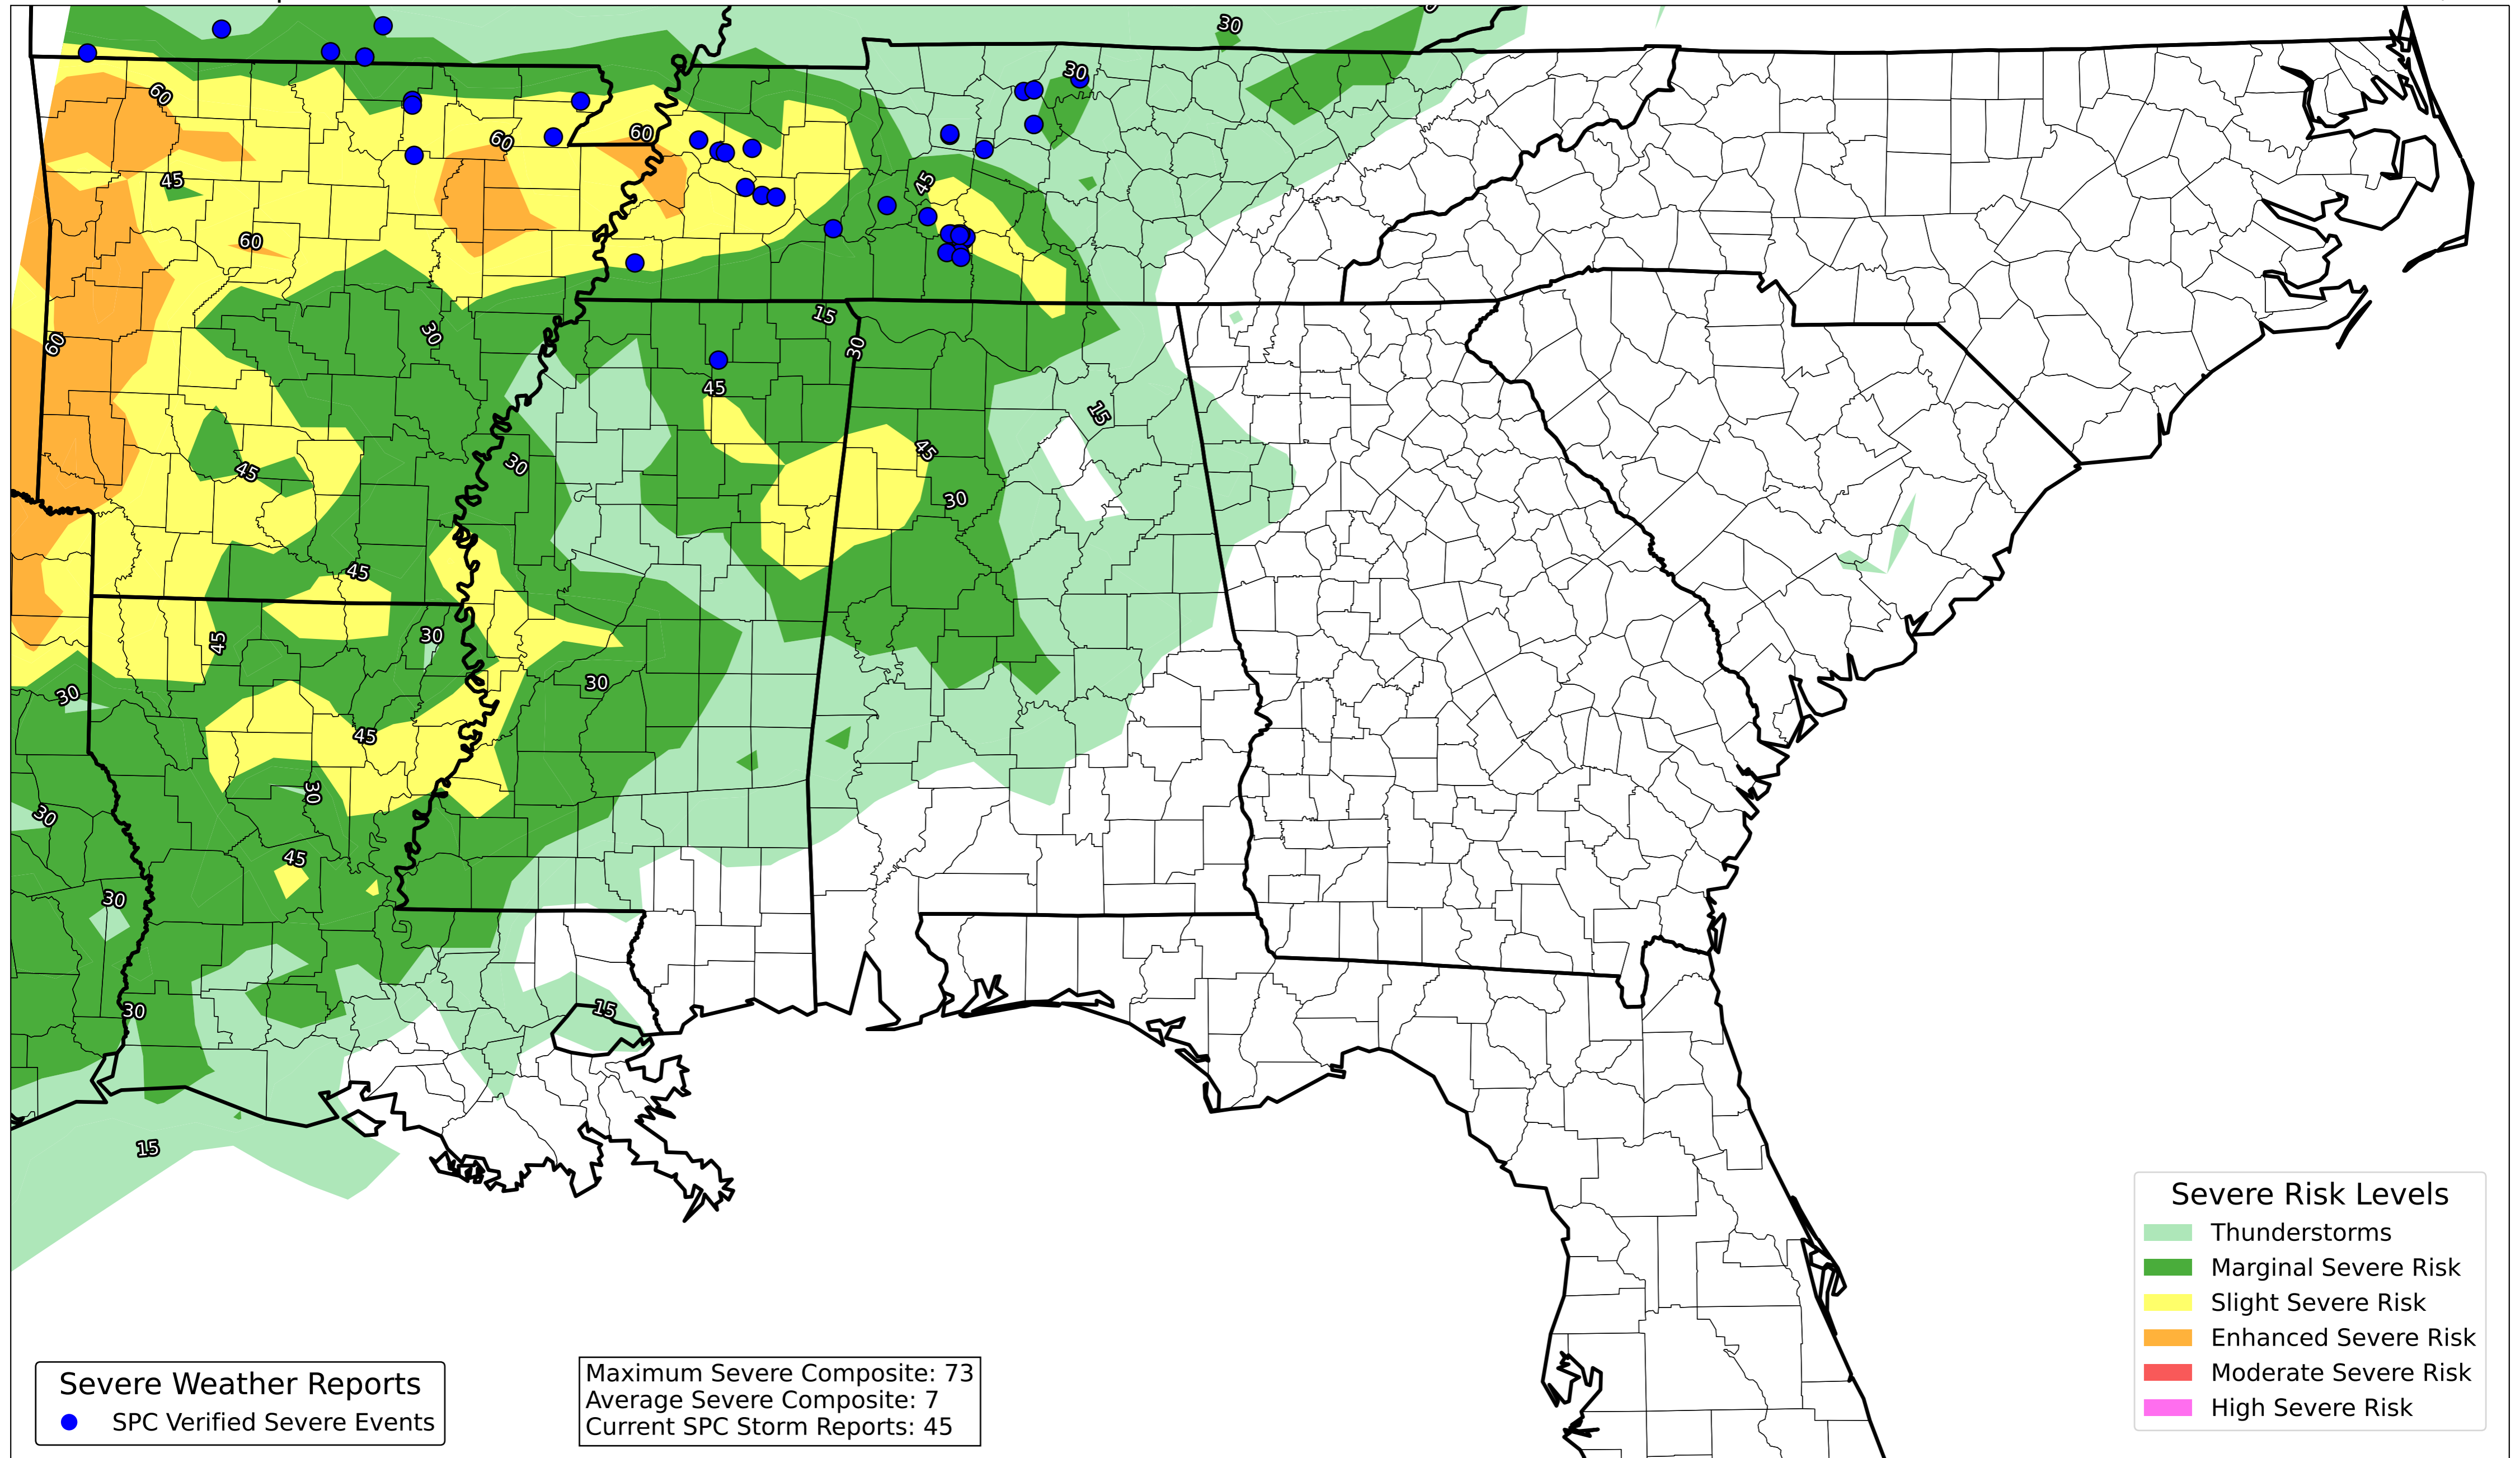 30
60
30
60
60
45
45
60
15
30
60
30
45
15
45
45
30
30
45
30
45
30
30
45
30
30
45
30
30
15
15
Severe Risk Levels
Thunderstorms
Marginal Severe Risk
Slight Severe Risk
Enhanced Severe Risk
Moderate Severe Risk
High Severe Risk
Severe Weather Reports
SPC Verified Severe Events
Maximum Severe Composite: 73
Average Severe Composite: 7
Current SPC Storm Reports: 45